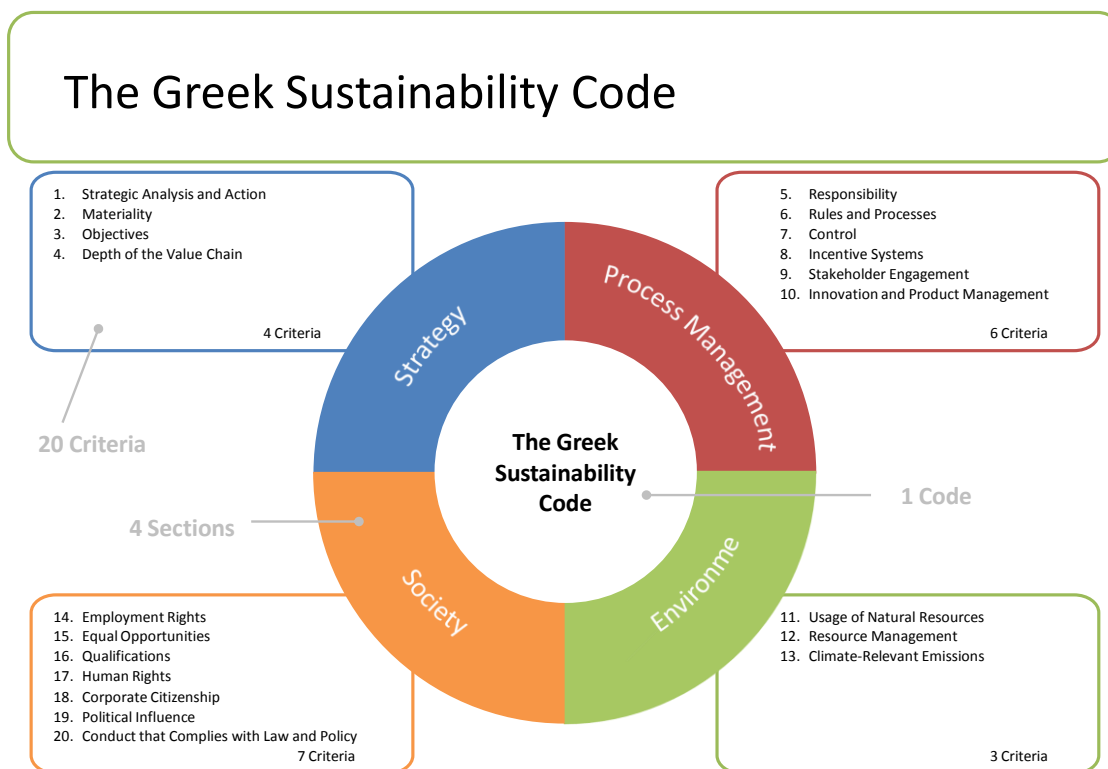 The Greek Sustainability Code
1. Strategic Analysis and Action
2. Materiality
3. Objectives
4. Depth of the Value Chain
4 Criteria
5. Responsibility
6. Rules and Processes
7. Control
8. Incentive Systems
9. Stakeholder Engagement
10. Innovation and Product Management
6 Criteria
Strategy
Process Management
20 Criteria
The Greek
Sustainability
Code
1 Code
4 Sections
Society
Environme
14. Employment Rights
15. Equal Opportunities
16. Qualifications
17. Human Rights
18. Corporate Citizenship
19. Political Influence
20. Conduct that Complies with Law and Policy
7 Criteria
11. Usage of Natural Resources
12. Resource Management
13. Climate-Relevant Emissions
3 Criteria